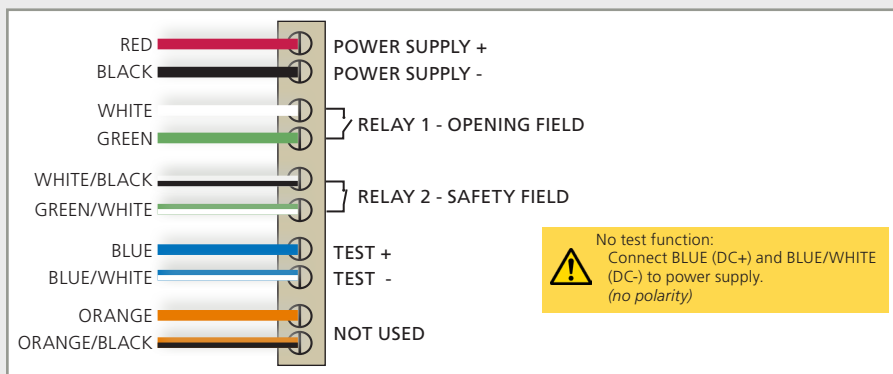 RED
POWER SUPPLY +
BLACK
POWER SUPPLY -
WHITE
GREEN
RELAY 1 - OPENING FIELD
WHITE/BLACK
GREEN/WHITE
RELAY 2 - SAFETY FIELD
BLUE
TEST +
BLUE/WHITE
TEST -
ORANGE
ORANGE/BLACK
NOT USED
No test function:
Connect BLUE (DC+) and BLUE/WHITE
(DC-) to power supply.
(no polarity)